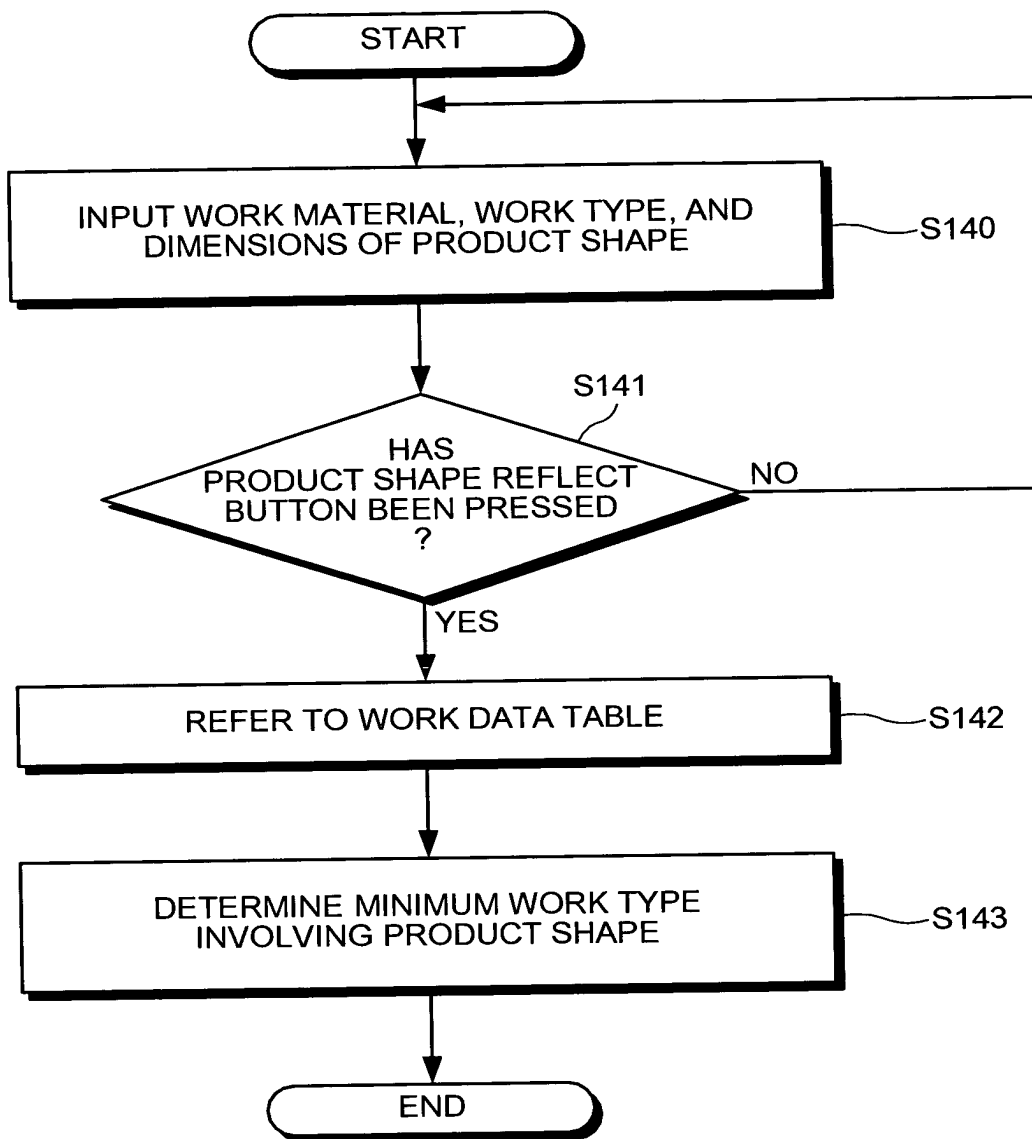 START
INPUT WORK MATERIAL, WORK TYPE, AND
DIMENSIONS OF PRODUCT SHAPE
S140
S141
HAS
PRODUCT SHAPE REFLECT
BUTTON BEEN PRESSED
?
NO
YES
REFER TO WORK DATA TABLE
S142
DETERMINE MINIMUM WORK TYPE
INVOLVING PRODUCT SHAPE
S143
END